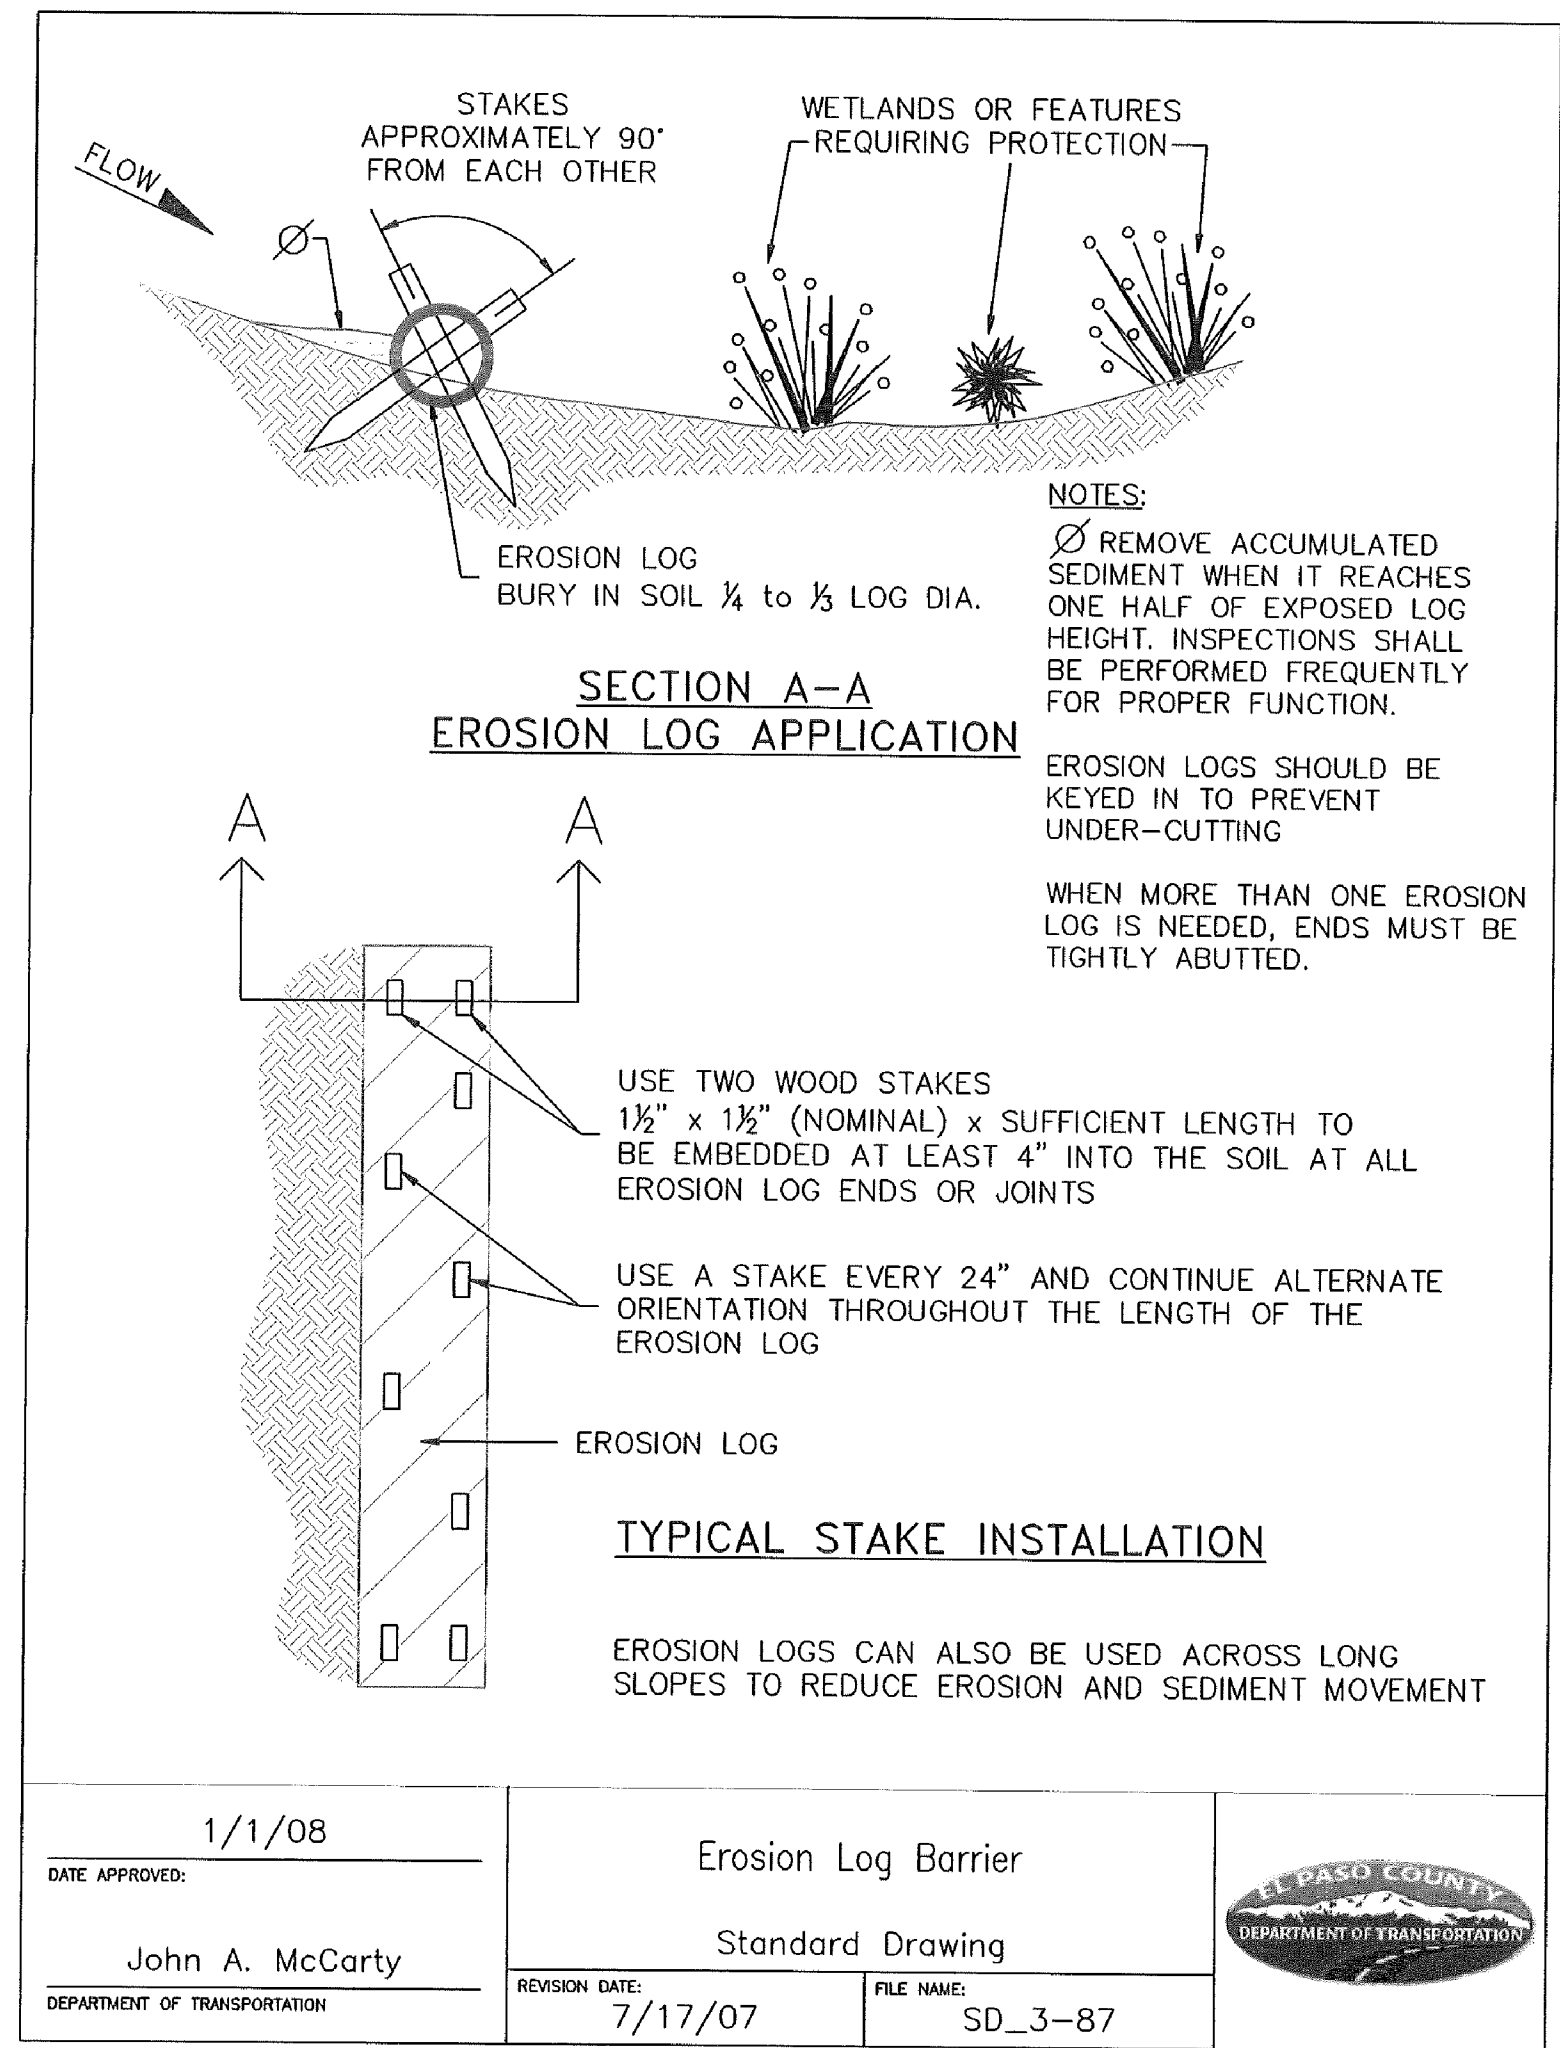 STAKES
APPROXIMATELY 90°
FROM EACH OTHER
WETLANDS OR FEATURES
REQUIRING PROTECTION
FLOW
Ø
EROSION LOG
BURY IN SOIL ¼ to ⅓ LOG DIA.
SECTION A-A
EROSION LOG APPLICATION
NOTES:
Ø REMOVE ACCUMULATED
SEDIMENT WHEN IT REACHES
ONE HALF OF EXPOSED LOG
HEIGHT. INSPECTIONS SHALL
BE PERFORMED FREQUENTLY
FOR PROPER FUNCTION.
EROSION LOGS SHOULD BE
KEYED IN TO PREVENT
UNDER-CUTTING
WHEN MORE THAN ONE EROSION
LOG IS NEEDED, ENDS MUST BE
TIGHTLY ABUTTED.
A A
USE TWO WOOD STAKES
1½" x 1½" (NOMINAL) x SUFFICIENT LENGTH TO
BE EMBEDDED AT LEAST 4" INTO THE SOIL AT ALL
EROSION LOG ENDS OR JOINTS
USE A STAKE EVERY 24" AND CONTINUE ALTERNATE
ORIENTATION THROUGHOUT THE LENGTH OF THE
EROSION LOG
EROSION LOG
TYPICAL STAKE INSTALLATION
EROSION LOGS CAN ALSO BE USED ACROSS LONG
SLOPES TO REDUCE EROSION AND SEDIMENT MOVEMENT
1/1/08
DATE APPROVED:
John A. McCarty
DEPARTMENT OF TRANSPORTATION
Erosion Log Barrier
Standard Drawing
REVISION DATE:
7/17/07
FILE NAME:
SD_3-87
EL PASO COUNTY
DEPARTMENT OF TRANSPORTATION